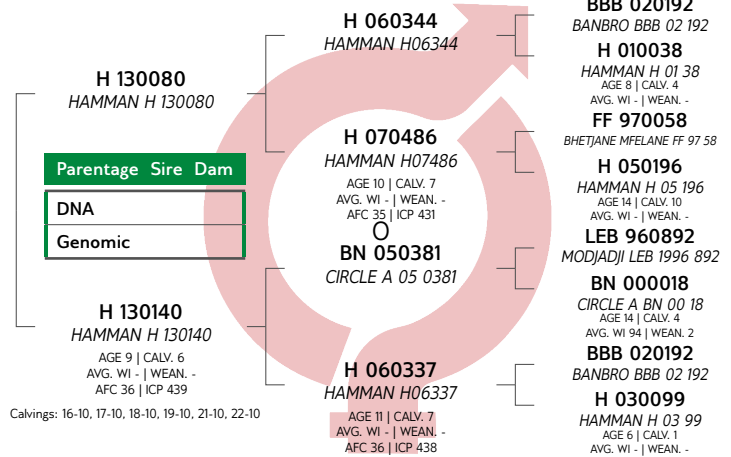 BBB 020192
BANBRO BBB 02 192
H 060344
HAMMAN H06344
H 010038
HAMMAN H 01 38
AGE 8 | CALV. 4
AVG. WI - | WEAN. -
H 130080
HAMMAN H 130080
FF 970058
BHETJANE MFELANE FF 97 58
H 070486
HAMMAN H07486
AGE 10 | CALV. 7
AVG. WI - | WEAN. -
AFC 35 | ICP 431
H 050196
HAMMAN H 05 196
AGE 14 | CALV. 10
AVG. WI - | WEAN. -
Parentage Sire Dam
DNA
Genomic
O
LEB 960892
MODJADJI LEB 1996 892
BN 050381
CIRCLE A 05 0381
BN 000018
CIRCLE A BN 00 18
AGE 14 | CALV. 4
AVG. WI 94 | WEAN. 2
H 130140
HAMMAN H 130140
AGE 9 | CALV. 6
AVG. WI - | WEAN. -
AFC 36 | ICP 439
Calvings: 16-10, 17-10, 18-10, 19-10, 21-10, 22-10
BBB 020192
BANBRO BBB 02 192
H 060337
HAMMAN H06337
AGE 11 | CALV. 7
AVG. WI - | WEAN. -
AFC 36 | ICP 438
H 030099
HAMMAN H 03 99
AGE 6 | CALV. 1
AVG. WI - | WEAN. -